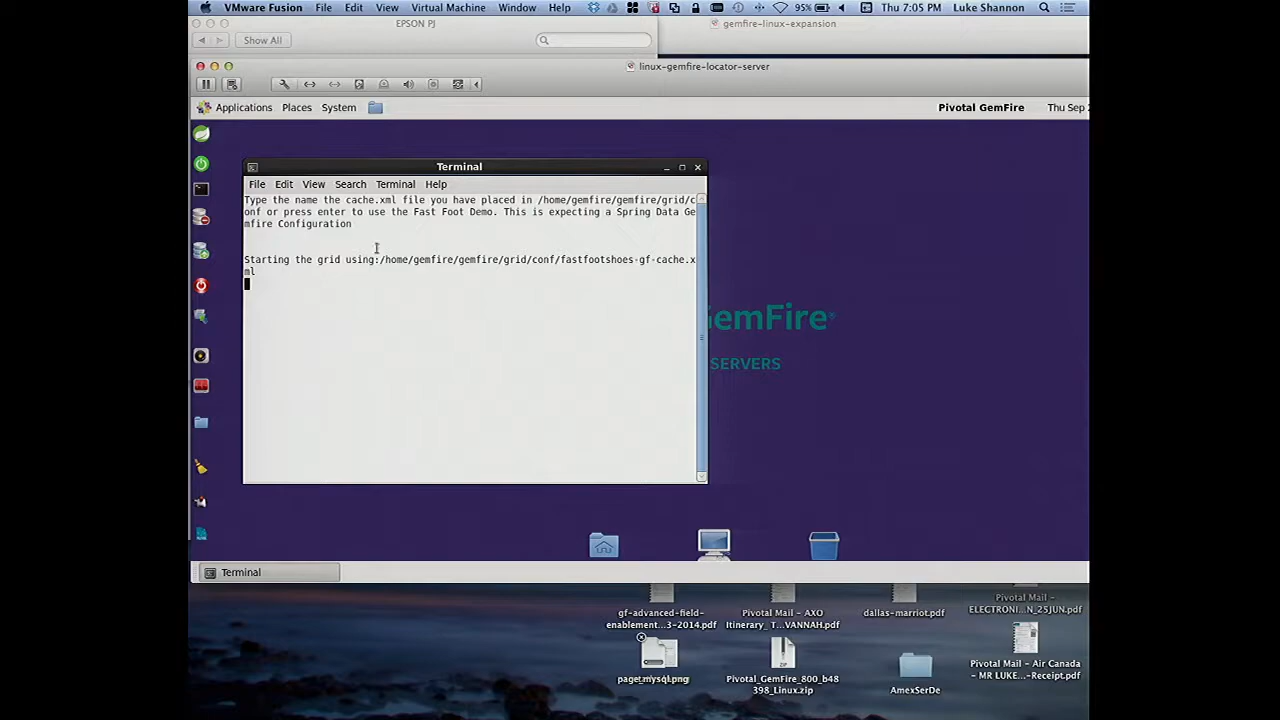 VMware Fusion File Edit View Virtual Machine Window Help 95% Thu 7:05 PM Luke Shannon
EPSON PJ
gemfire-linux-expansion
Show All
linux-gemfire-locator-server
Applications Places System Pivotal GemFire Thu Sep
Terminal
File Edit View Search Terminal Help
Type the name the cache.xml file you have placed in /home/gemfire/gemfire/grid/c
onf or press enter to use the Fast Foot Demo. This is expecting a Spring Data Ge
mfire Configuration
Starting the grid using:/home/gemfire/gemfire/grid/conf/fastfootshoes-gf-cache.x
ml
GemFire®
SERVERS
Terminal
gf-advanced-field-
enablement...3-2014.pdf
Pivotal Mail - AXO
Itinerary_ T...VANNAH.pdf
dallas-marriot.pdf
Pivotal Mail -
ELECTRONI...N_25JUN.pdf
Pivotal_GemFire_800_b48
398_Linux.zip
ZIP
AmexSerDe
Pivotal Mail - Air Canada
- MR LUKE...-Receipt.pdf